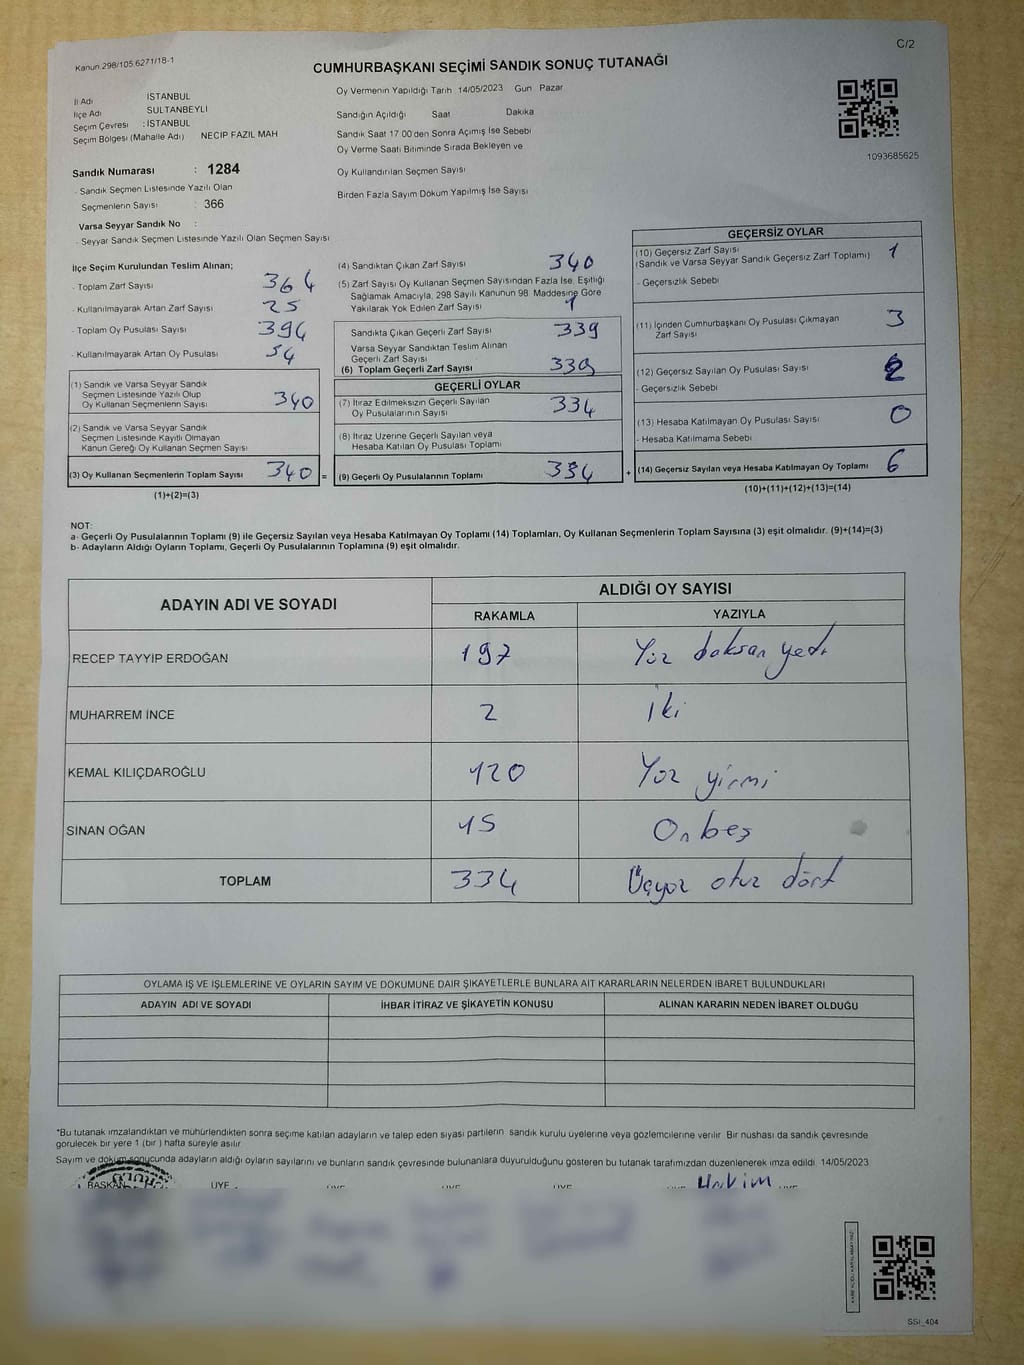 C/2
Kanun 298/105,6271/18-1
CUMHURBAŞKANI SEÇİMİ SANDIK SONUÇ TUTANAĞI
İl Adı İSTANBUL
İlçe Adı SULTANBEYLİ
Seçim Çevresi : İSTANBUL
Seçim Bölgesi (Mahalle Adı) NECIP FAZIL MAH
Oy Vermenin Yapıldığı Tarih 14/05/2023 Gün Pazar
Sandığın Açıldığı Saat Dakika
Sandık Saat 17 00 den Sonra Açımış İse Sebebi
Oy Verme Saati Bitiminde Sırada Bekleyen ve
Oy Kullandırılan Seçmen Sayısı
Birden Fazla Sayım Döküm Yapılmış İse Sayısı
1093685625
Sandık Numarası : 1284
- Sandık Seçmen Listesinde Yazılı Olan
Seçmenlerin Sayısı : 366
Varsa Seyyar Sandık No :
- Seyyar Sandık Seçmen Listesinde Yazılı Olan Seçmen Sayısı
İlçe Seçim Kurulundan Teslim Alınan;
- Toplam Zarf Sayısı 364
- Kullanılmayarak Artan Zarf Sayısı 25
- Toplam Oy Pusulası Sayısı 394
- Kullanılmayarak Artan Oy Pusulası 54
(1) Sandık ve Varsa Seyyar Sandık
Seçmen Listesinde Yazılı Olup
Oy Kullanan Seçmenlerin Sayısı 340
(2) Sandık ve Varsa Seyyar Sandık
Seçmen Listesinde Kayıtlı Olmayan
Kanun Gereği Oy Kullanan Seçmen Sayısı
(3) Oy Kullanan Seçmenlerin Toplam Sayısı 340 =
(1)+(2)=(3)
(4) Sandıktan Çıkan Zarf Sayısı 340
(5) Zarf Sayısı Oy Kullanan Seçmen Sayısından Fazla İse, Eşitliği
Sağlamak Amacıyla, 298 Sayılı Kanunun 98. Maddesine Göre
Yakılarak Yok Edilen Zarf Sayısı 1
Sandıkta Çıkan Geçerli Zarf Sayısı 339
Varsa Seyyar Sandıktan Teslim Alınan
Geçerli Zarf Sayısı
(6) Toplam Geçerli Zarf Sayısı 339
GEÇERLİ OYLAR
(7) İtiraz Edilmeksizin Geçerli Sayılan
Oy Pusulalarının Sayısı 334
(8) İtiraz Üzerine Geçerli Sayılan veya
Hesaba Katılan Oy Pusulası Toplamı
(9) Geçerli Oy Pusulalarının Toplamı 334 +
GEÇERSİZ OYLAR
(10) Geçersiz Zarf Sayısı 1
(Sandık ve Varsa Seyyar Sandık Geçersiz Zarf Toplamı)
- Geçersizlik Sebebi
(11) İçinden Cumhurbaşkanı Oy Pusulası Çıkmayan
Zarf Sayısı 3
(12) Geçersiz Sayılan Oy Pusulası Sayısı 2
- Geçersizlik Sebebi
(13) Hesaba Katılmayan Oy Pusulası Sayısı 0
- Hesaba Katılmama Sebebi
(14) Geçersiz Sayılan veya Hesaba Katılmayan Oy Toplamı 6
(10)+(11)+(12)+(13)=(14)
NOT:
a- Geçerli Oy Pusulalarının Toplamı (9) ile Geçersiz Sayılan veya Hesaba Katılmayan Oy Toplamı (14) Toplamları, Oy Kullanan Seçmenlerin Toplam Sayısına (3) eşit olmalıdır. (9)+(14)=(3)
b- Adayların Aldığı Oyların Toplamı, Geçerli Oy Pusulalarının Toplamına (9) eşit olmalıdır.
ADAYIN ADI VE SOYADI ALDIĞI OY SAYISI
RAKAMLA YAZIYLA
RECEP TAYYİP ERDOĞAN 197 Yüz doksan yedi
MUHARREM İNCE 2 İki
KEMAL KILIÇDAROĞLU 120 Yüz yirmi
SİNAN OĞAN 15 Onbeş
TOPLAM 334 Üçyüz otuz dört
OYLAMA İŞ VE İŞLEMLERİNE VE OYLARIN SAYIM VE DÖKÜMÜNE DAİR ŞİKAYETLERLE BUNLARA AİT KARARLARIN NELERDEN İBARET BULUNDUKLARI
ADAYIN ADI VE SOYADI İHBAR İTİRAZ VE ŞİKAYETİN KONUSU ALINAN KARARIN NEDEN İBARET OLDUĞU
*Bu tutanak imzalandıktan ve mühürlendikten sonra seçime katılan adayların ve talep eden siyasi partilerin sandık kurulu üyelerine veya gözlemcilerine verilir. Bir nüshası da sandık çevresinde
görülecek bir yere 1 (bir) hafta süreyle asılır
Sayım ve döküm sonucunda adayların aldığı oyların sayılarını ve bunların sandık çevresinde bulunanlara duyurulduğunu gösteren bu tutanak tarafımızdan düzenlenerek imza edildi 14/05/2023
BAŞKAN ÜYE ÜYE ÜYE ÜYE Hakim
SSI_404